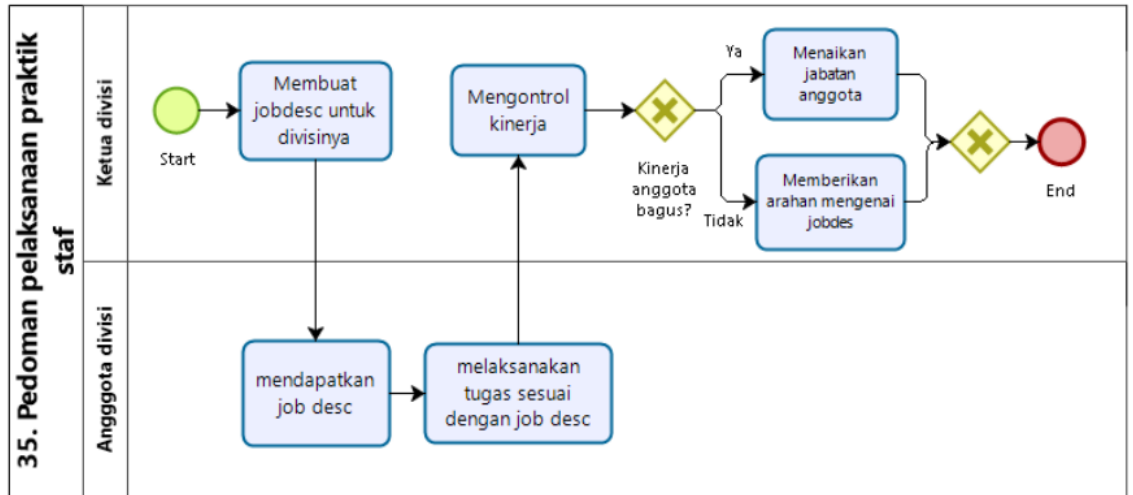 35. Pedoman pelaksanaan praktik
staf
Ketua divisi
Start
Membuat
jobdesc untuk
divisinya
Mengontrol
kinerja
Kinerja
anggota
bagus?
Ya
Menaikan
jabatan
anggota
Tidak
Memberikan
arahan mengenai
jobdes
End
Angggota divisi
mendapatkan
job desc
melaksanakan
tugas sesuai
dengan job desc